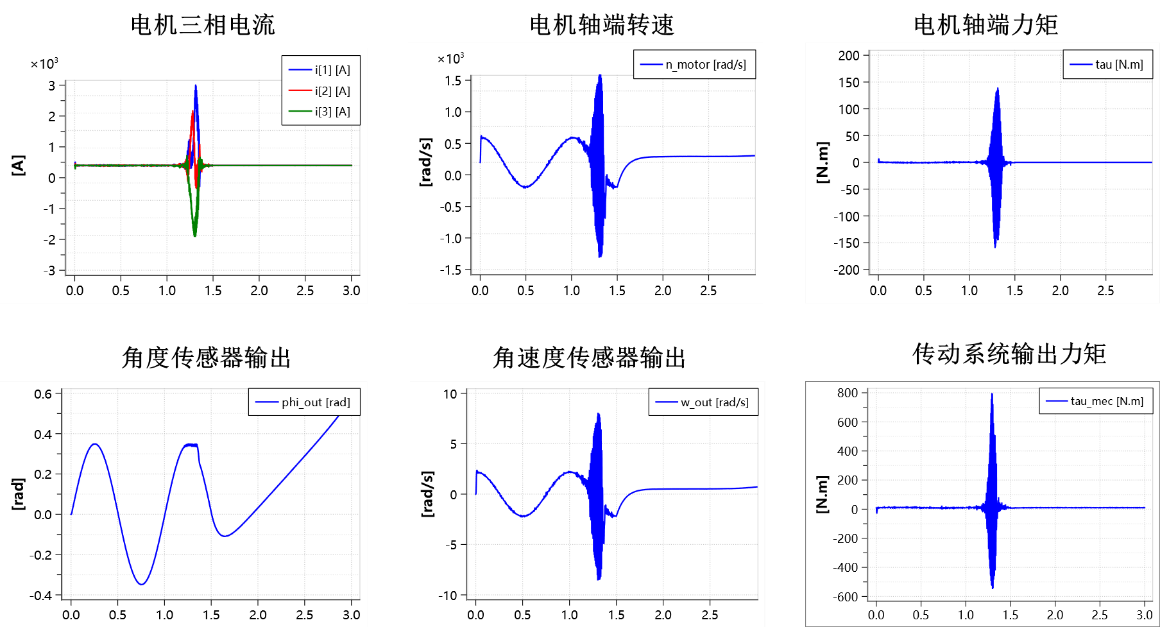 电机三相电流
×10³
i[1] [A]
i[2] [A]
i[3] [A]
[A]
3
2
1
0
-1
-2
-3
0.0 0.5 1.0 1.5 2.0 2.5 3.0
电机轴端转速
×10³
n_motor [rad/s]
[rad/s]
1.5
1.0
0.5
0.0
-0.5
-1.0
-1.5
0.0 0.5 1.0 1.5 2.0 2.5
电机轴端力矩
tau [N.m]
[N.m]
200
150
100
50
0
-50
-100
-150
-200
0.0 0.5 1.0 1.5 2.0 2.5
角度传感器输出
phi_out [rad]
[rad]
0.6
0.4
0.2
0.0
-0.2
-0.4
0.0 0.5 1.0 1.5 2.0 2.5 3.0
角速度传感器输出
w_out [rad/s]
[rad/s]
10
5
0
-5
-10
0.0 0.5 1.0 1.5 2.0 2.5
传动系统输出力矩
tau_mec [N.m]
[N.m]
800
600
400
200
0
-200
-400
-600
0.0 0.5 1.0 1.5 2.0 2.5 3.0